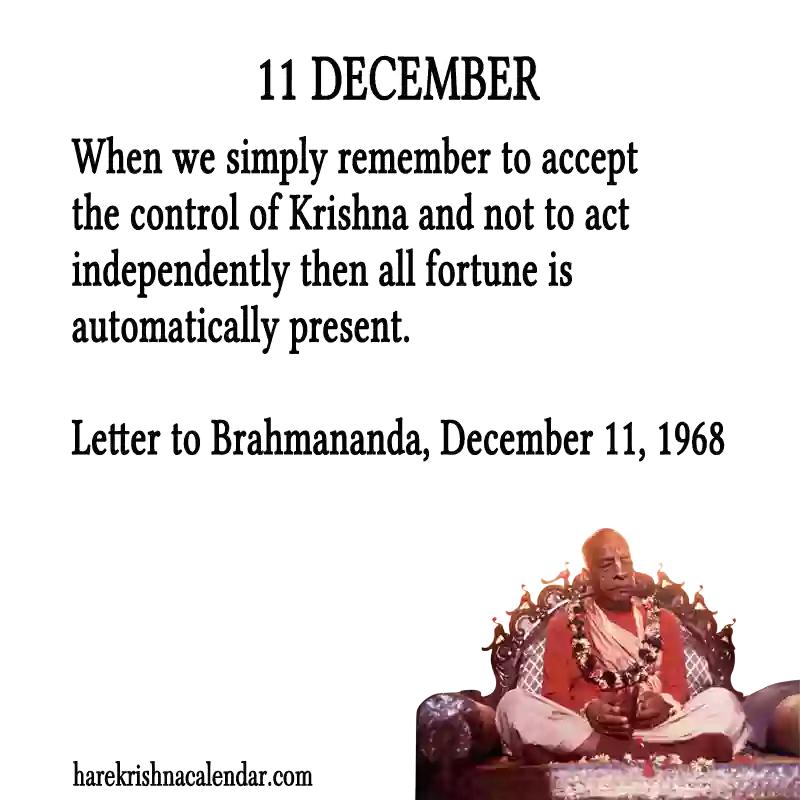 11 DECEMBER
When we simply remember to accept
the control of Krishna and not to act
independently then all fortune is
automatically present.
Letter to Brahmananda, December 11, 1968
harekrishnacalendar.com